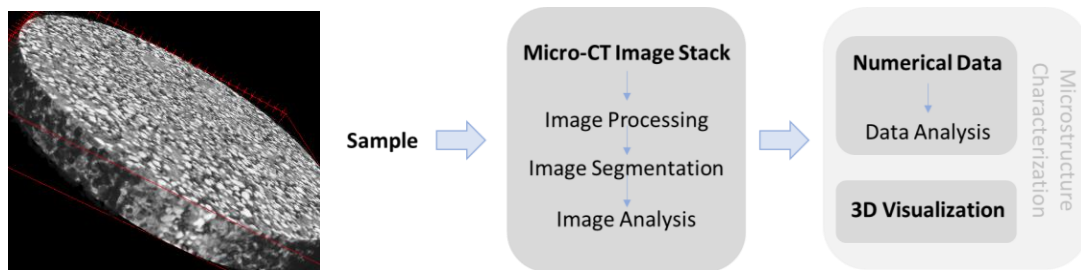 Sample
Micro-CT Image Stack
Image Processing
Image Segmentation
Image Analysis
Numerical Data
Data Analysis
3D Visualization
Microstructure
Characterization